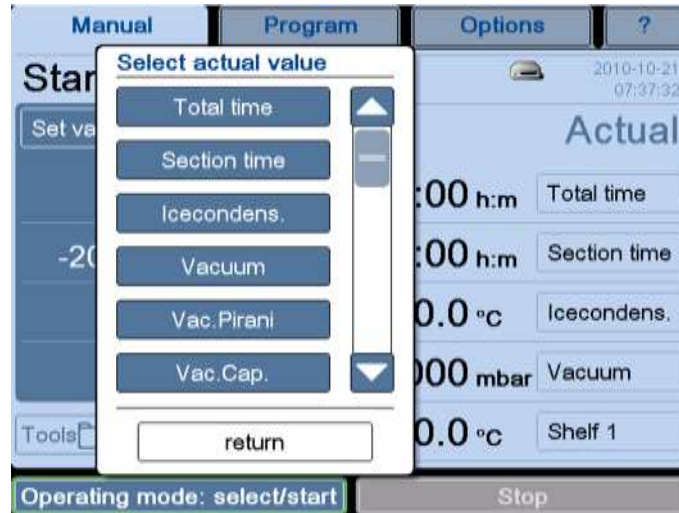 Manual Program Options ?
Star
2010-10-21
07:37:32
Select actual value
Total time
Section time
Icecondens.
Vacuum
Vac.Pirani
Vac.Cap.
return
Set va
-20
Tools
Actual
:00 h:m Total time
:00 h:m Section time
0.0 °C Icecondens.
000 mbar Vacuum
0.0 °C Shelf 1
Operating mode: select/start Stop